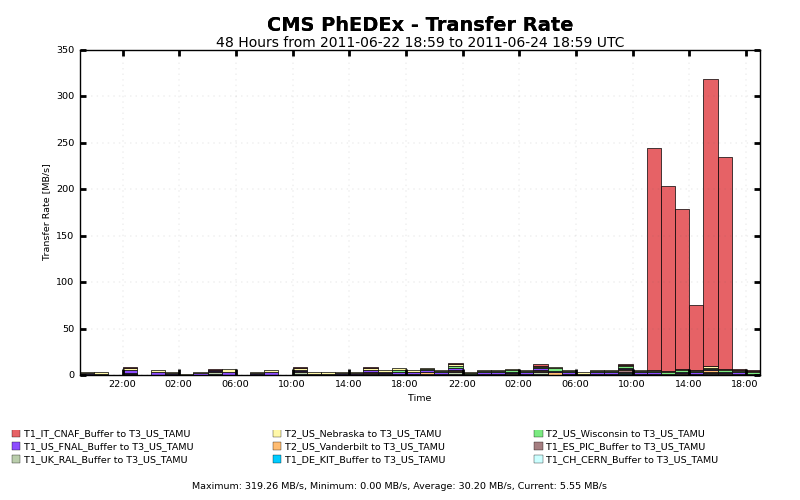 CMS PhEDEx - Transfer Rate
48 Hours from 2011-06-22 18:59 to 2011-06-24 18:59 UTC
350
300
250
200
150
100
50
0
Transfer Rate [MB/s]
22:00 02:00 06:00 10:00 14:00 18:00 22:00 02:00 06:00 10:00 14:00 18:00
Time
T1_IT_CNAF_Buffer to T3_US_TAMU T2_US_Nebraska to T3_US_TAMU T2_US_Wisconsin to T3_US_TAMU
T1_US_FNAL_Buffer to T3_US_TAMU T2_US_Vanderbilt to T3_US_TAMU T1_ES_PIC_Buffer to T3_US_TAMU
T1_UK_RAL_Buffer to T3_US_TAMU T1_DE_KIT_Buffer to T3_US_TAMU T1_CH_CERN_Buffer to T3_US_TAMU
Maximum: 319.26 MB/s, Minimum: 0.00 MB/s, Average: 30.20 MB/s, Current: 5.55 MB/s